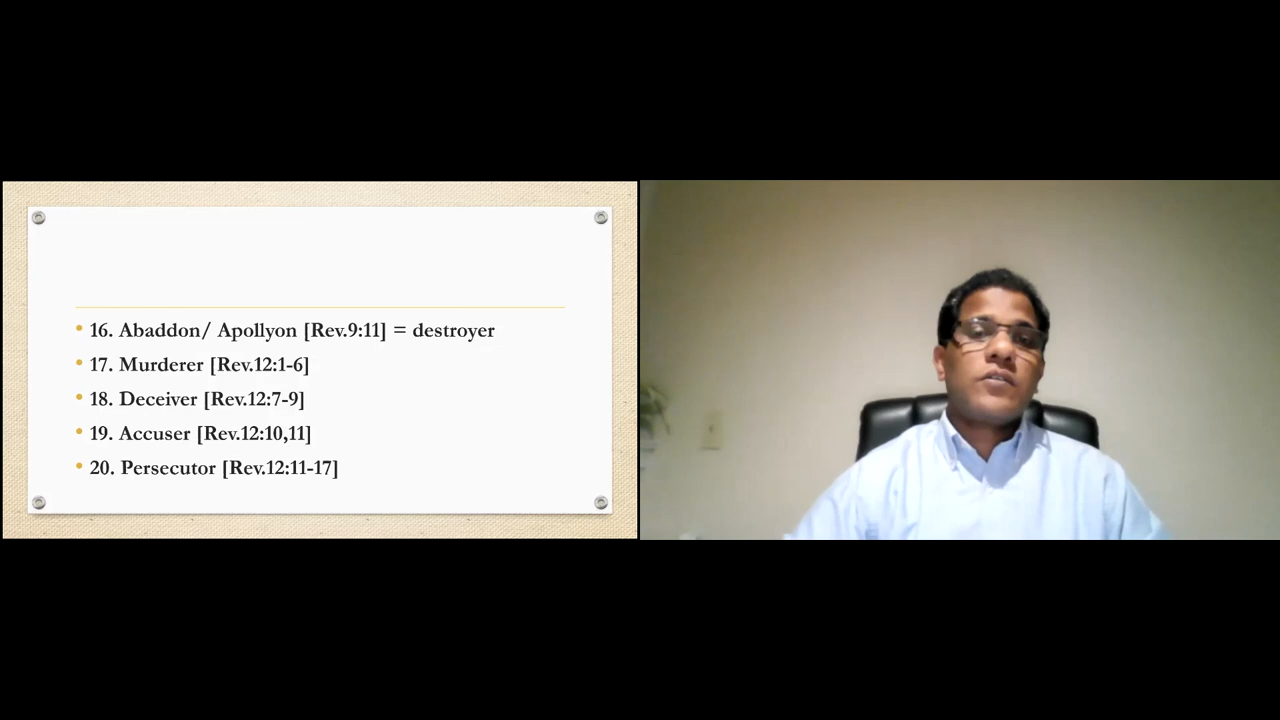 16. Abaddon/ Apollyon [Rev.9:11] = destroyer
17. Murderer [Rev.12:1-6]
18. Deceiver [Rev.12:7-9]
19. Accuser [Rev.12:10,11]
20. Persecutor [Rev.12:11-17]